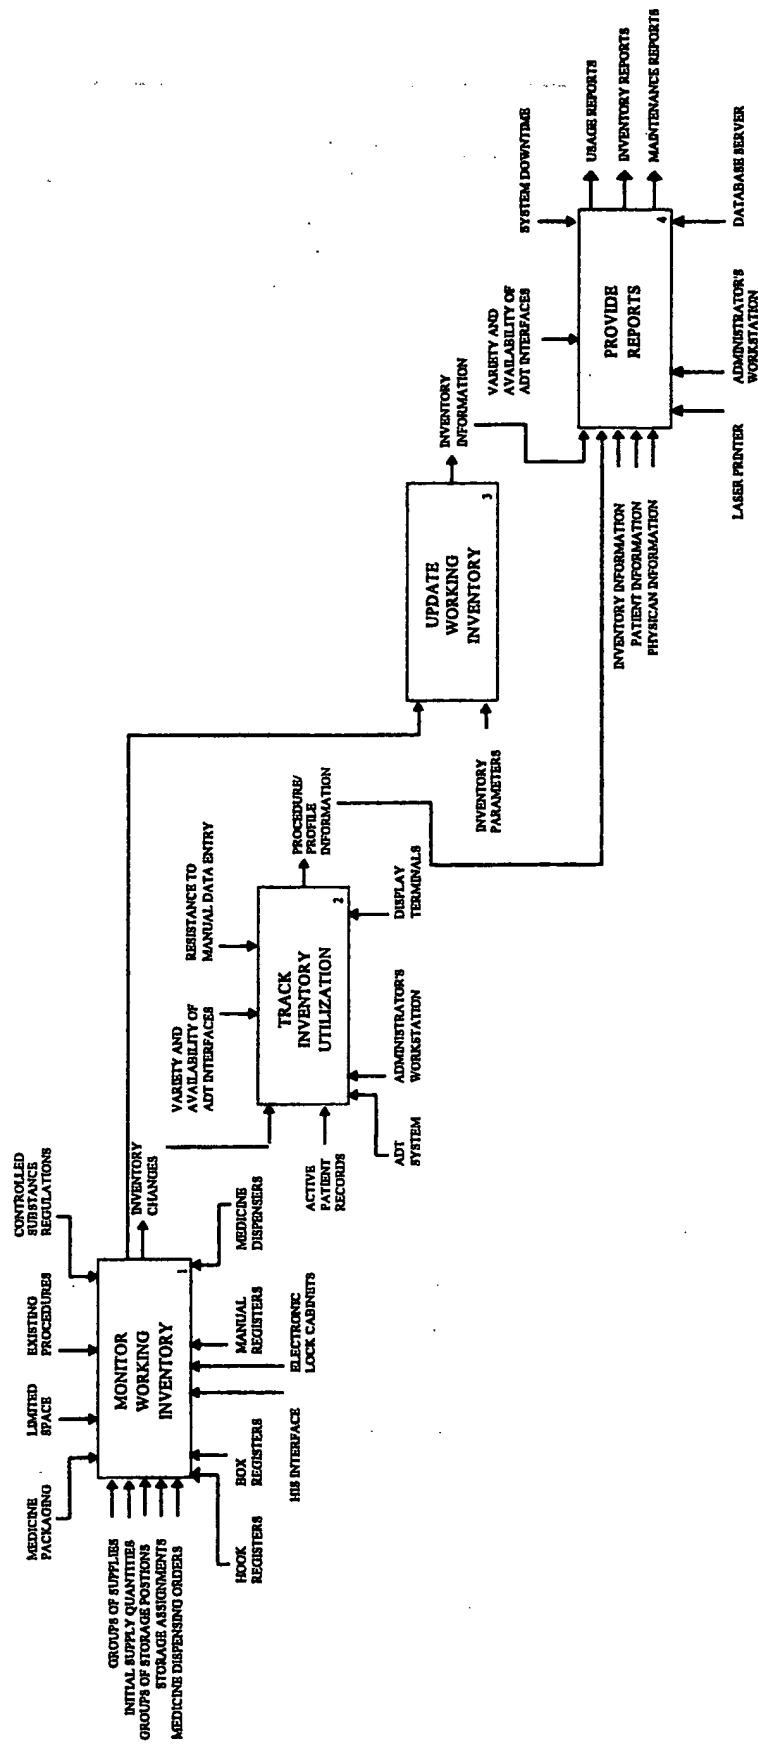 MEDICINE
PACKAGING
LIMITED
SPACE
EXISTING
PROCEDURES
CONTROLLED
SUBSTANCE
REGULATIONS
GROUPS OF SUPPLIES
INITIAL SUPPLY QUANTITIES
GROUPS OF STORAGE POSTIONS
STORAGE ASSIGNMENTS
MEDICINE DISPENSING ORDERS
MONITOR
WORKING
INVENTORY
1
INVENTORY
CHANGES
HOOK
REGISTERS
BOX
REGISTERS
HIS INTERFACE
ELECTRONIC
LOCK CABINETS
MANUAL
REGISTERS
MEDICINE
DISPENSERS
VARIETY AND
AVAILABILITY OF
ADT INTERFACES
RESISTANCE TO
MANUAL DATA ENTRY
TRACK
INVENTORY
UTILIZATION
2
PROCEDURE/
PROFILE
INFORMATION
ACTIVE
PATIENT
RECORDS
ADT
SYSTEM
ADMINISTRATOR'S
WORKSTATION
DISPLAY
TERMINALS
UPDATE
WORKING
INVENTORY
3
INVENTORY
PARAMETERS
INVENTORY
INFORMATION
VARIETY AND
AVAILABILITY OF
ADT INTERFACES
SYSTEM DOWNTIME
PROVIDE
REPORTS
4
USAGE REPORTS
INVENTORY REPORTS
MAINTENANCE REPORTS
INVENTORY INFORMATION
PATIENT INFORMATION
PHYSICAN INFORMATION
LASER PRINTER
ADMINISTRATOR'S
WORKSTATION
DATABASE SERVER